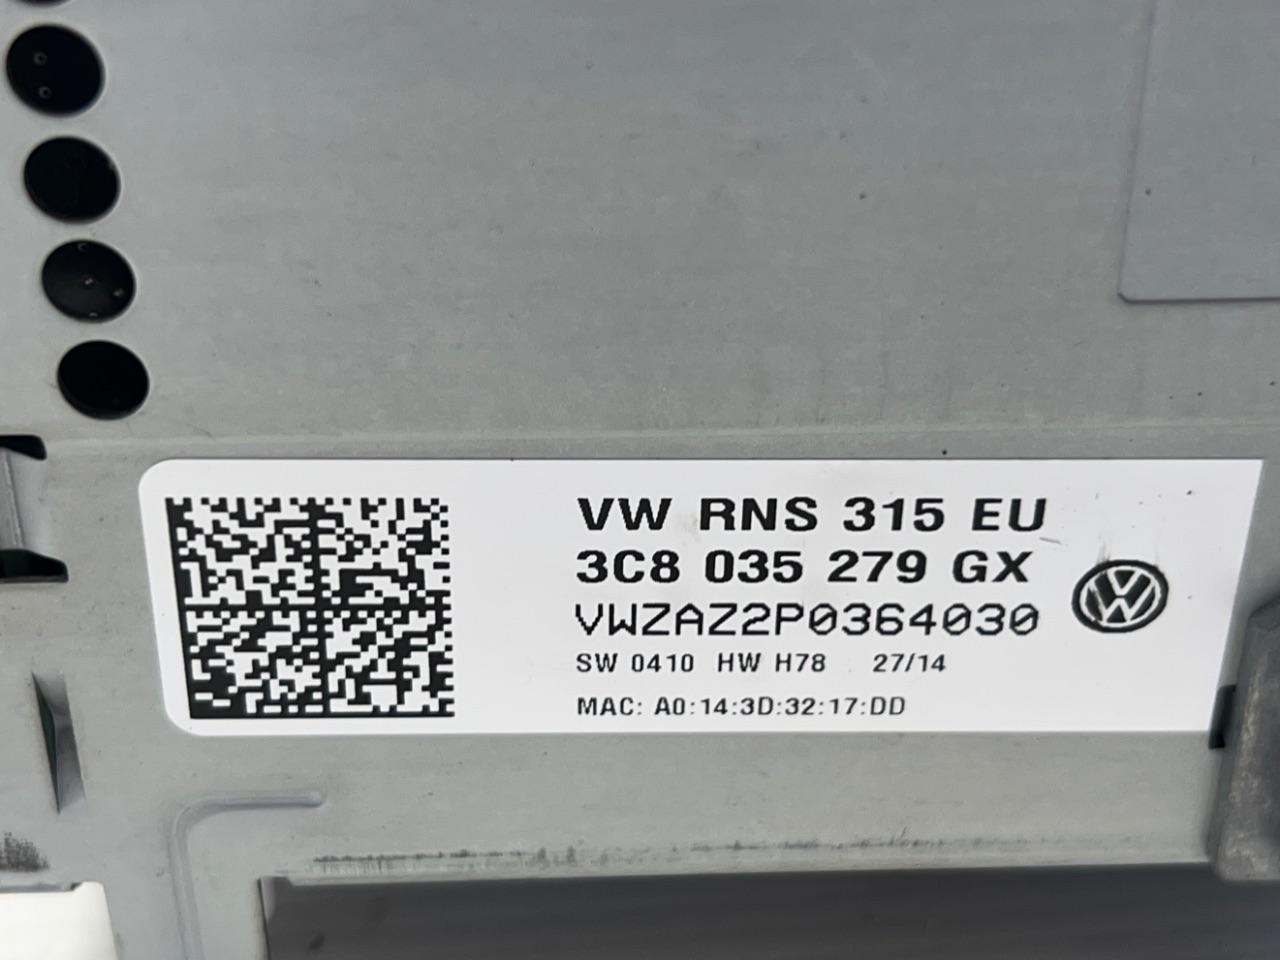 VW RNS 315 EU
3C8 035 279 GX
VWZAZ2P0364030
SW 0410 HW H78 27/14
MAC: A0:14:3D:32:17:DD